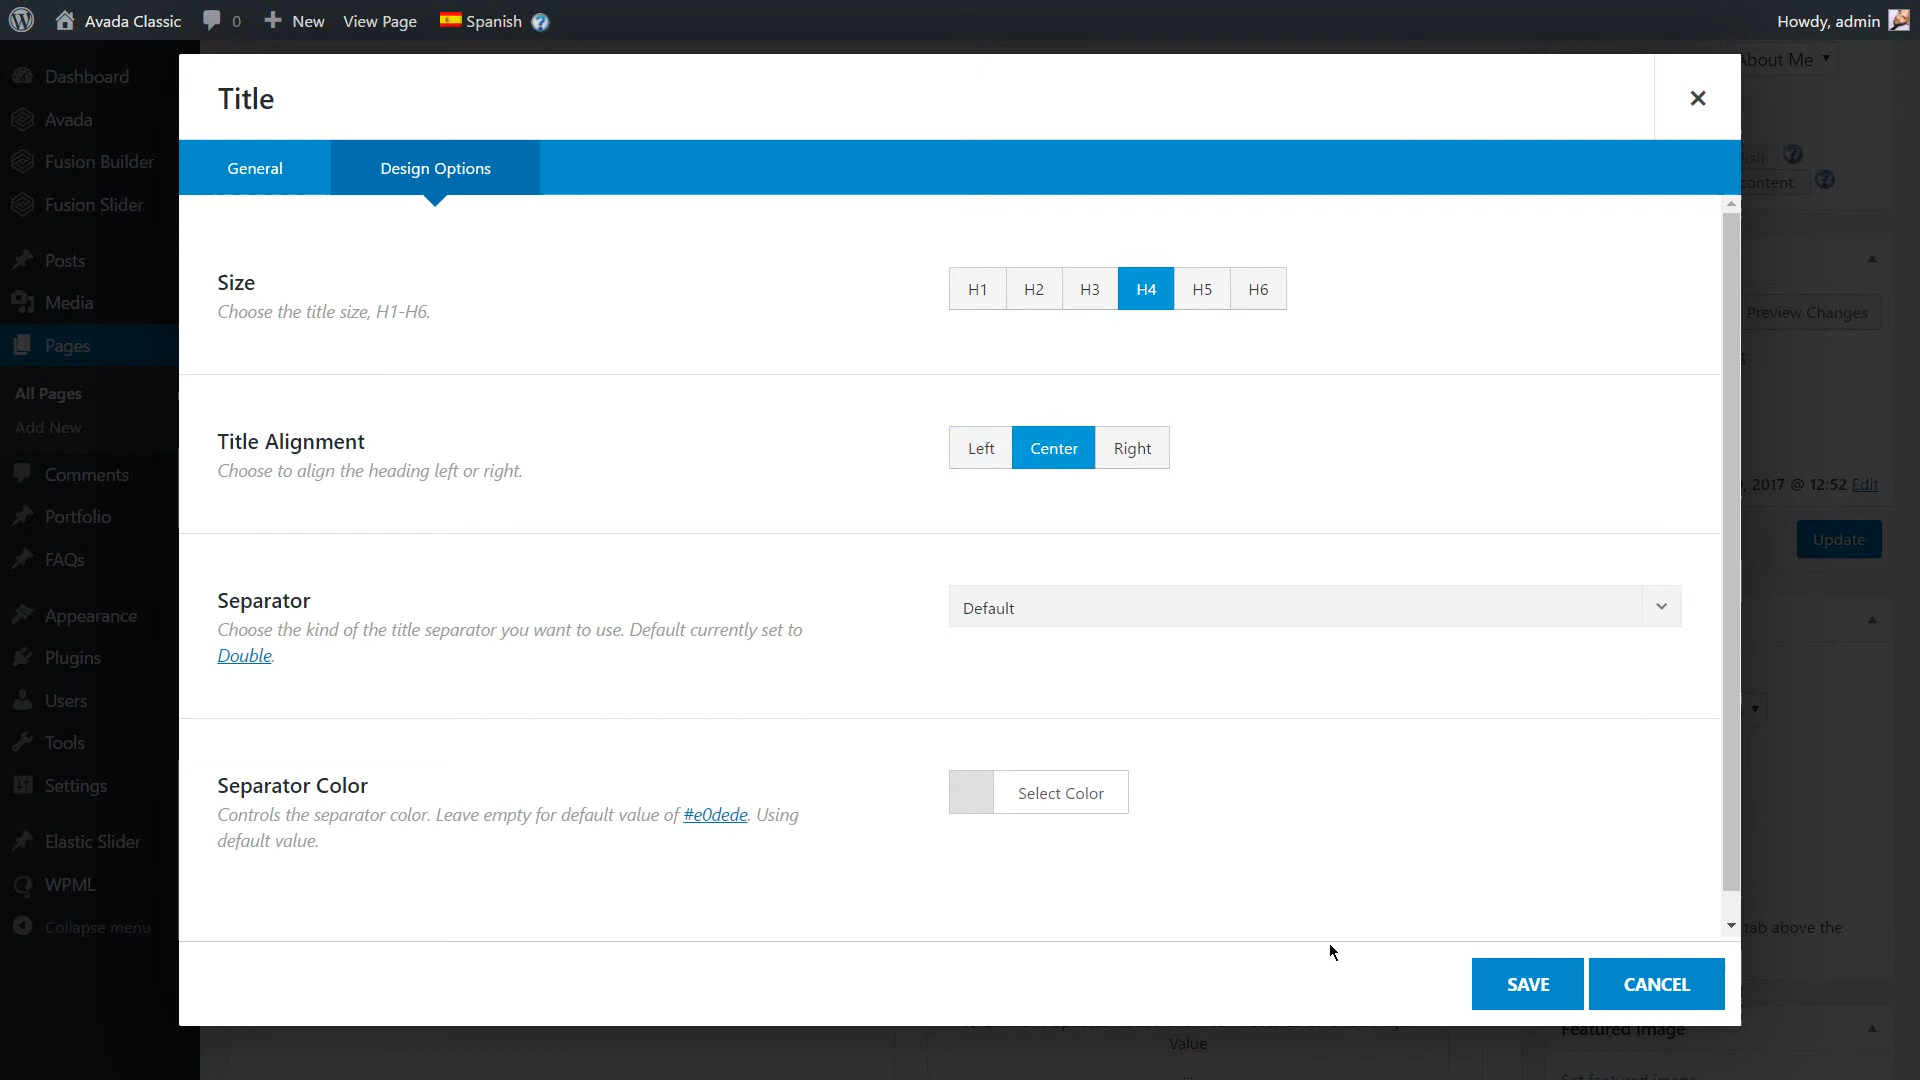 Avada Classic 0 New View Page Spanish Howdy, admin
Dashboard
Avada
Fusion Builder
Fusion Slider
Posts
Media
Pages
All Pages
Add New
Comments
Portfolio
FAQs
Appearance
Plugins
Users
Tools
Settings
Elastic Slider
WPML
Collapse menu
Title
General Design Options
Size
Choose the title size, H1-H6.
H1 H2 H3 H4 H5 H6
Title Alignment
Choose to align the heading left or right.
Left Center Right
Separator
Choose the kind of the title separator you want to use. Default currently set to
Double.
Default
Separator Color
Controls the separator color. Leave empty for default value of #e0dede. Using
default value.
Select Color
SAVE CANCEL
About Me
content.
Preview Changes
, 2017 @ 12:52 Edit
Update
tab above the
Featured Image
Value